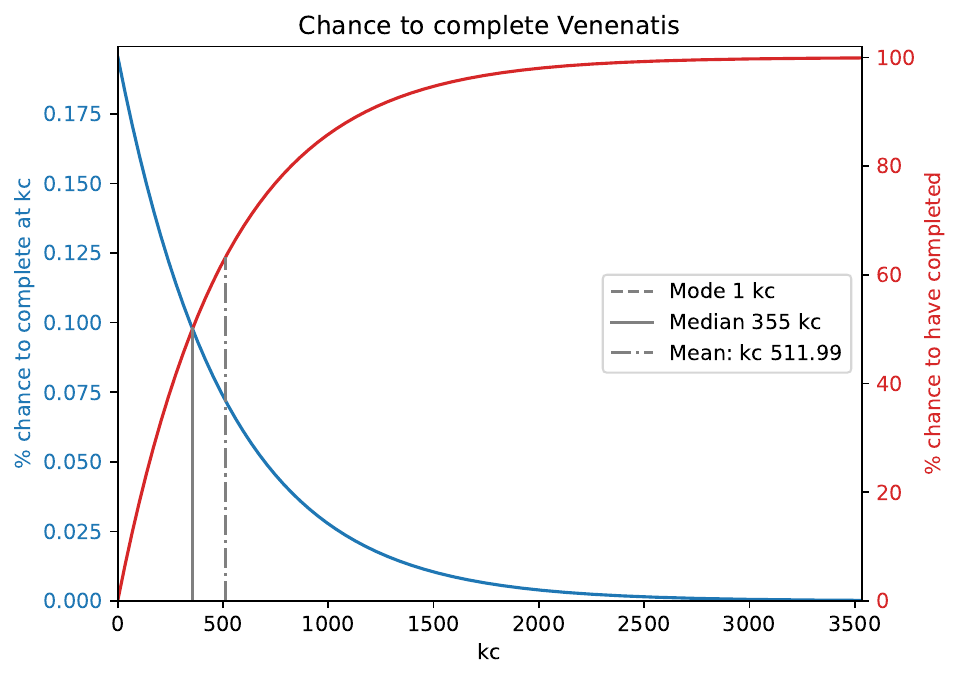 Chance to complete Venenatis
% chance to complete at kc
0.175
0.150
0.125
0.100
0.075
0.050
0.025
0.000
100
80
60
40
20
0
% chance to have completed
Mode 1 kc
Median 355 kc
Mean: kc 511.99
0 500 1000 1500 2000 2500 3000 3500
kc